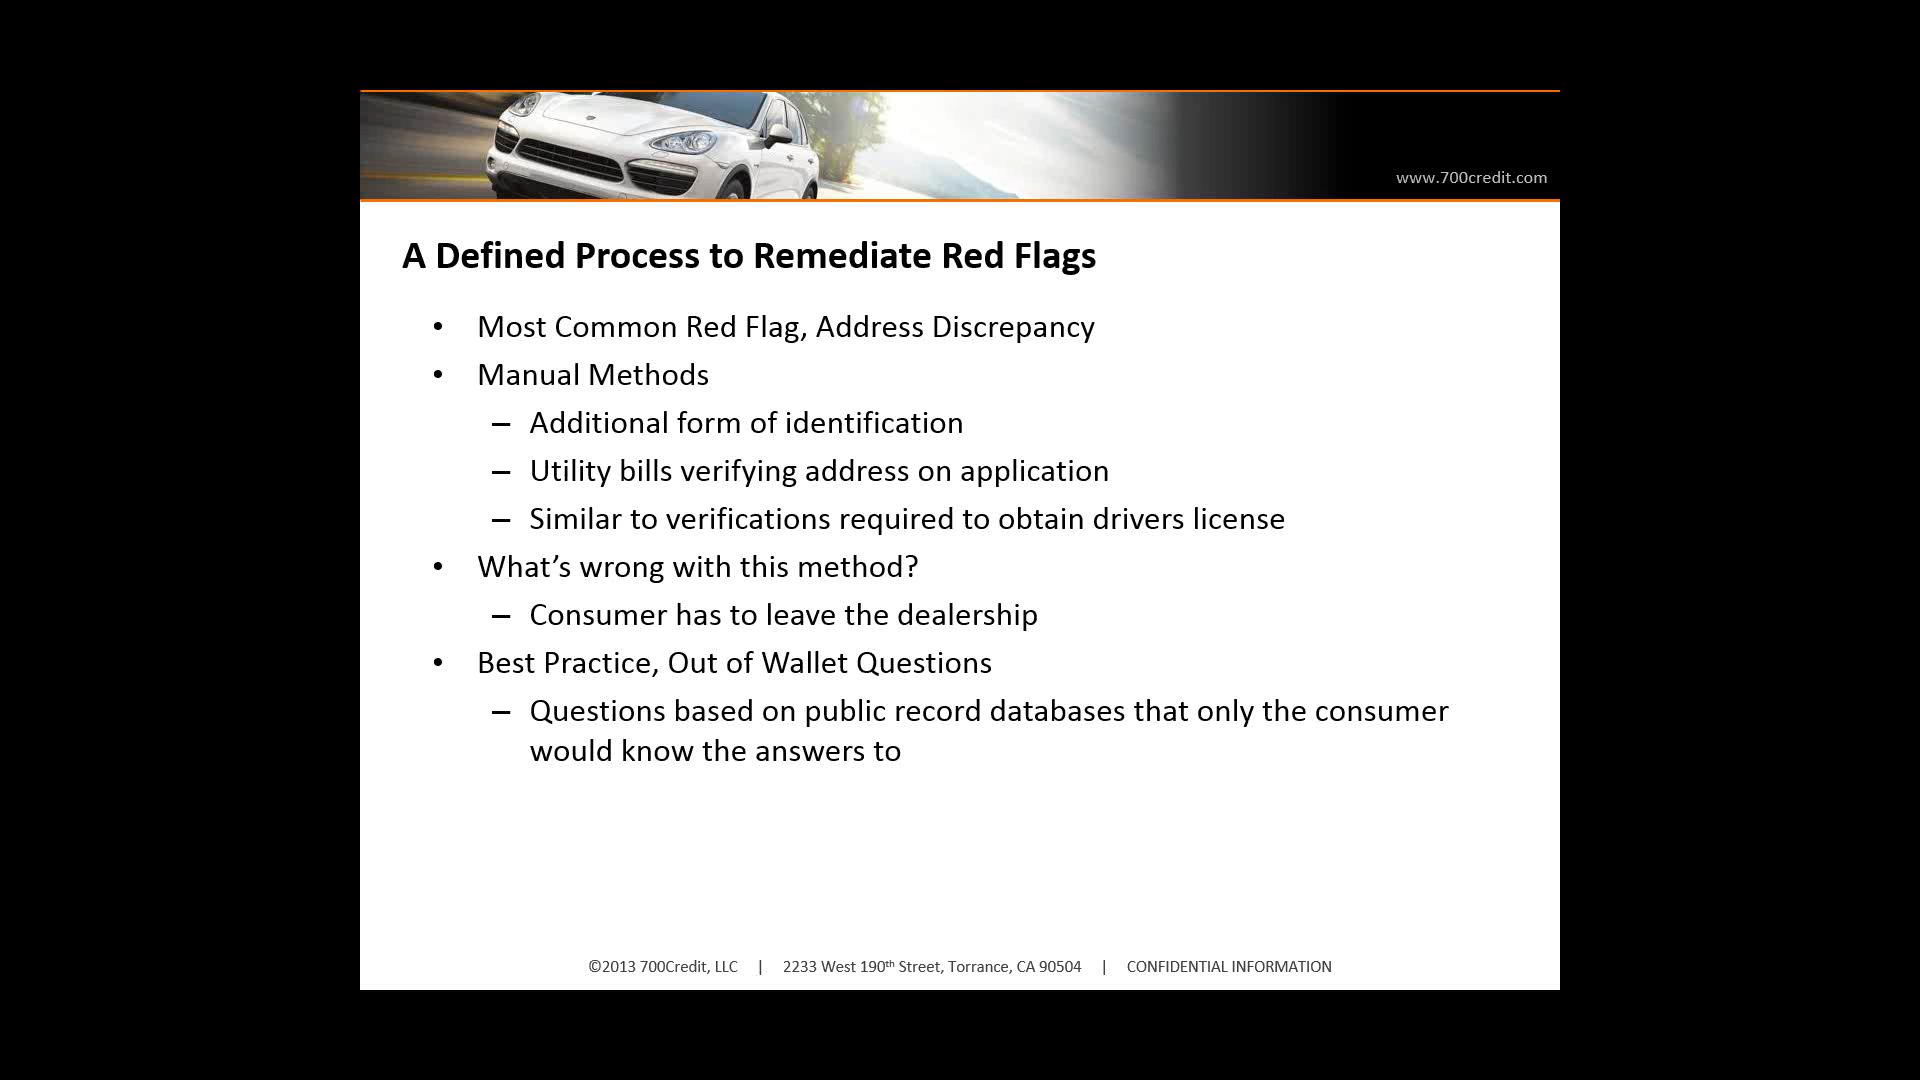 www.700credit.com
A Defined Process to Remediate Red Flags
• Most Common Red Flag, Address Discrepancy
• Manual Methods
– Additional form of identification
– Utility bills verifying address on application
– Similar to verifications required to obtain drivers license
• What’s wrong with this method?
– Consumer has to leave the dealership
• Best Practice, Out of Wallet Questions
– Questions based on public record databases that only the consumer
would know the answers to
©2013 700Credit, LLC | 2233 West 190th Street, Torrance, CA 90504 | CONFIDENTIAL INFORMATION